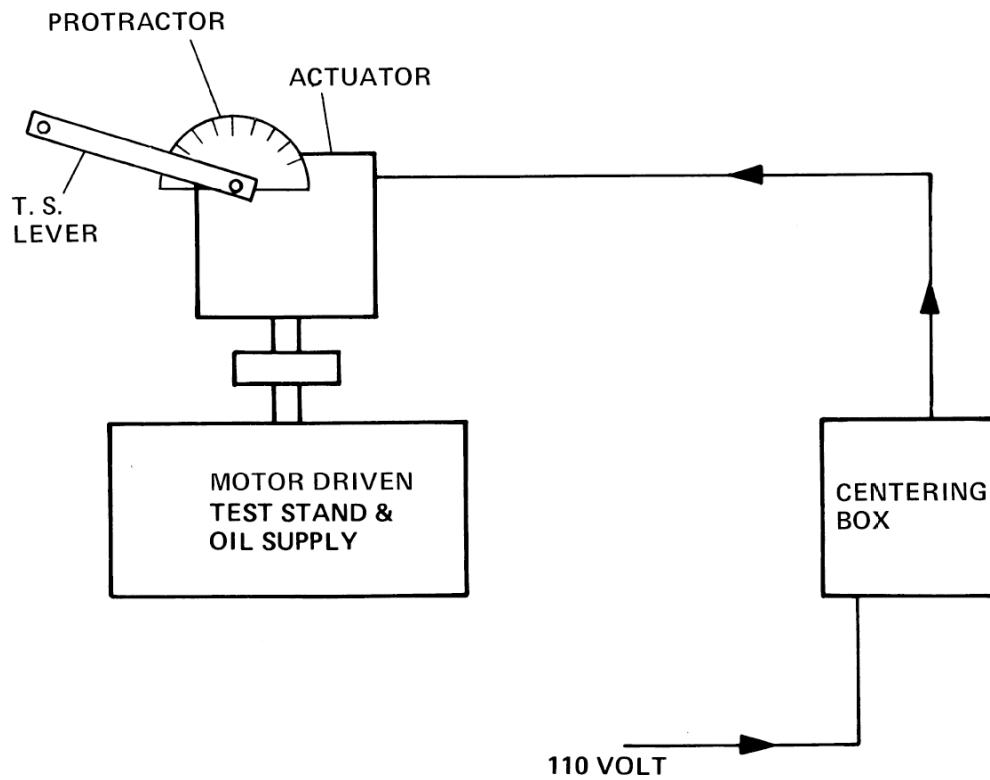 PROTRACTOR
ACTUATOR
T. S.
LEVER
MOTOR DRIVEN
TEST STAND &
OIL SUPPLY
CENTERING
BOX
110 VOLT